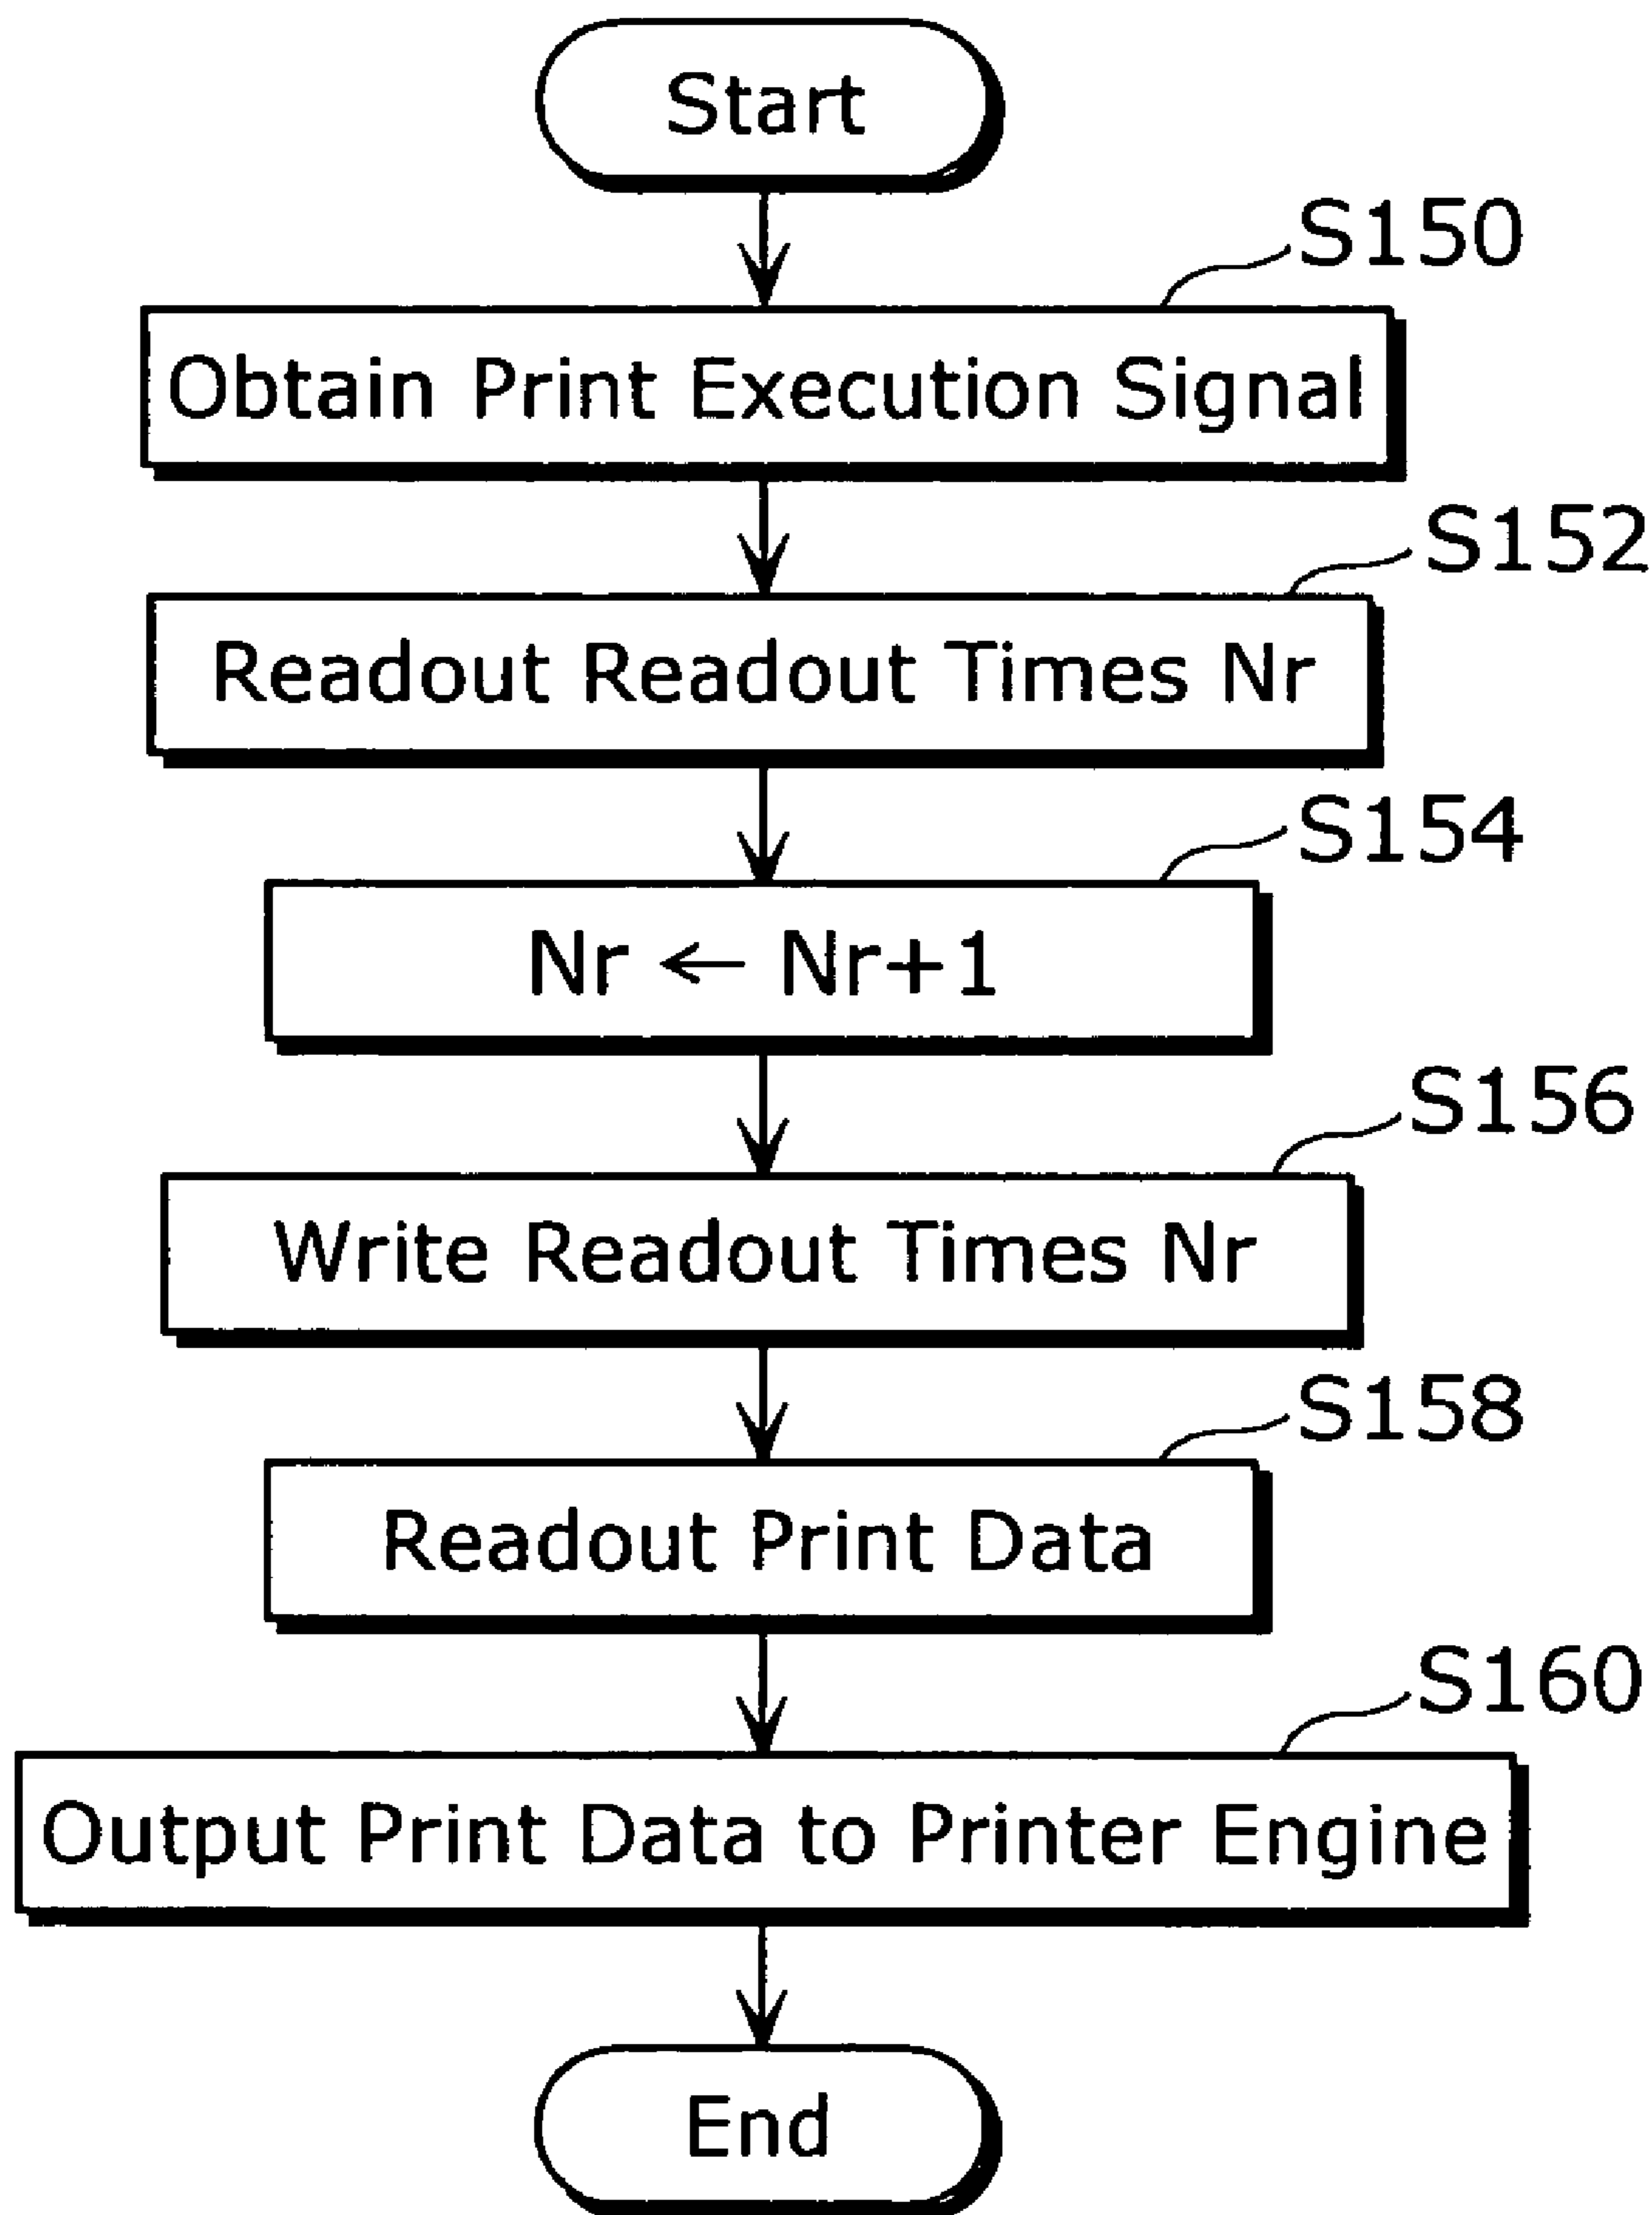 Start
S150
Obtain Print Execution Signal
S152
Readout Readout Times Nr
S154
Nr ← Nr+1
S156
Write Readout Times Nr
S158
Readout Print Data
S160
Output Print Data to Printer Engine
End